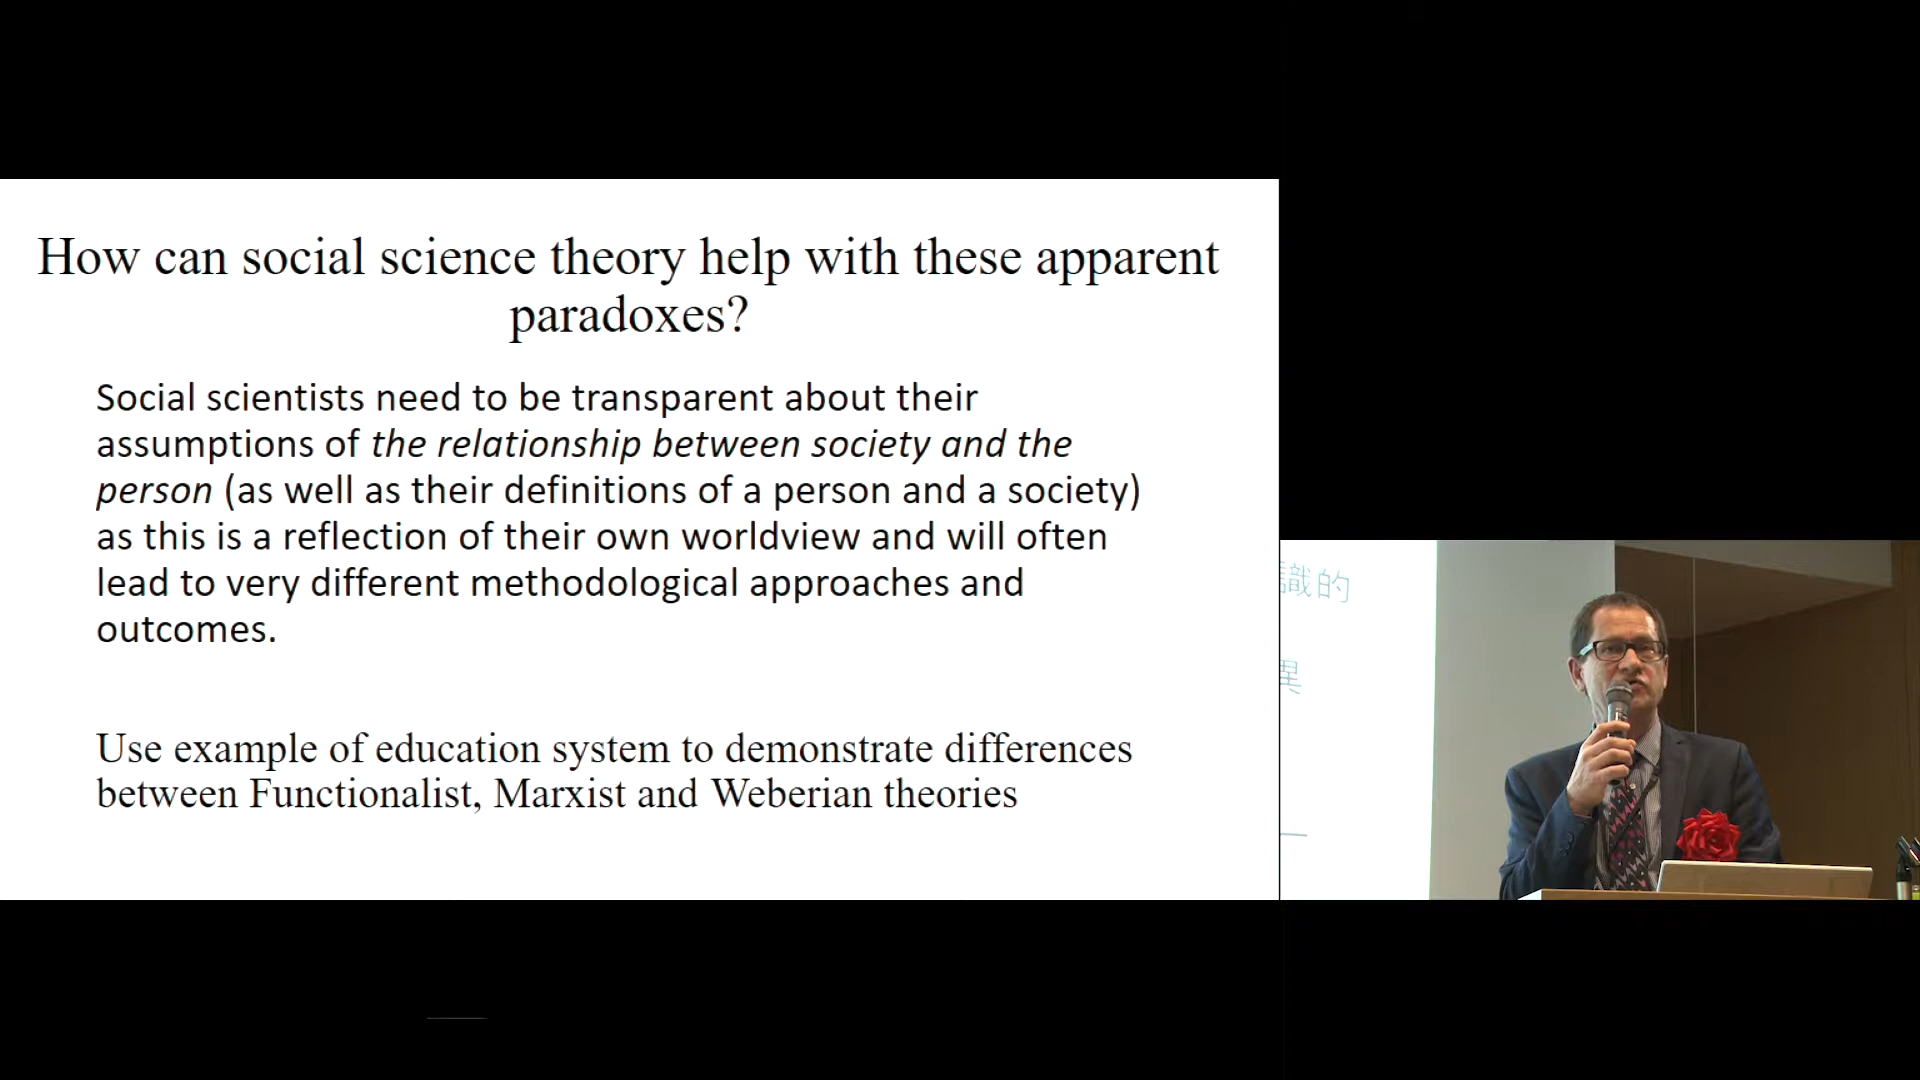 How can social science theory help with these apparent
paradoxes?
Social scientists need to be transparent about their
assumptions of the relationship between society and the
person (as well as their definitions of a person and a society)
as this is a reflection of their own worldview and will often
lead to very different methodological approaches and
outcomes.
Use example of education system to demonstrate differences
between Functionalist, Marxist and Weberian theories
識的
異